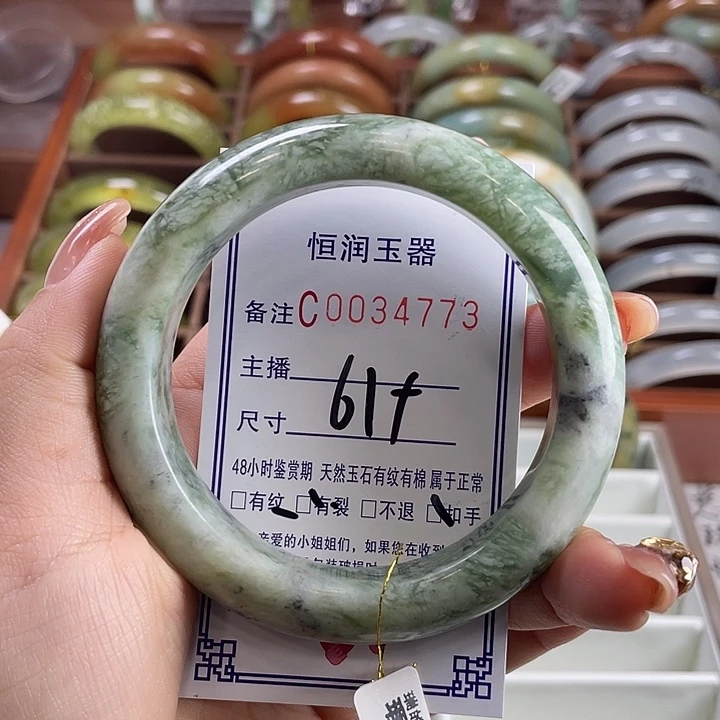 恒润玉器
备注C0034773
主播
尺寸 61+
48小时鉴赏期 天然玉石有纹有棉 属于正常
□有纹 □有裂 □不退 □扣手
亲爱的小姐姐们，如果您在收到